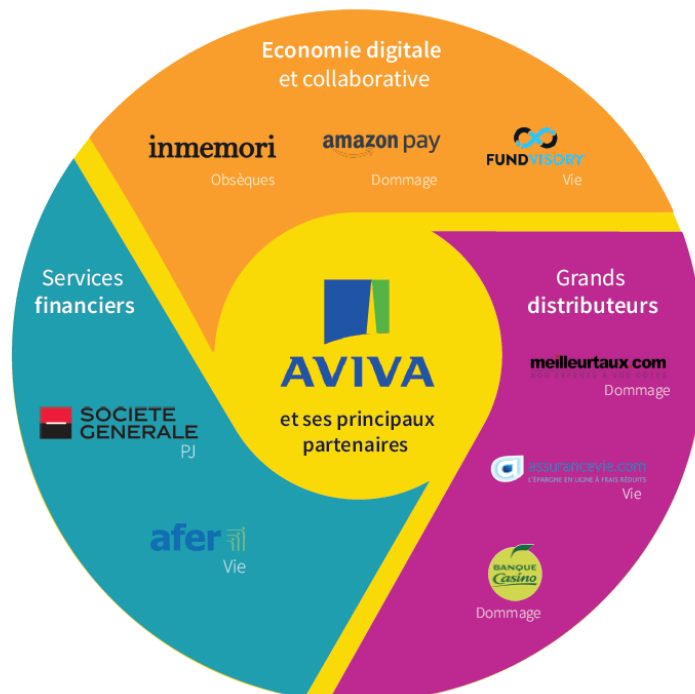 Economie digitale
et collaborative
inmemori
Obsèques
amazon pay
Dommage
FUNDVISORY
Vie
Services
financiers
SOCIETE
GENERALE
PJ
afer
Vie
AVIVA
et ses principaux
partenaires
Grands
distributeurs
meilleurtaux com
Dommage
assurancevie.com
L'ÉPARGNE EN LIGNE À FRAIS RÉDUITS
Vie
BANQUE
Casino
Dommage